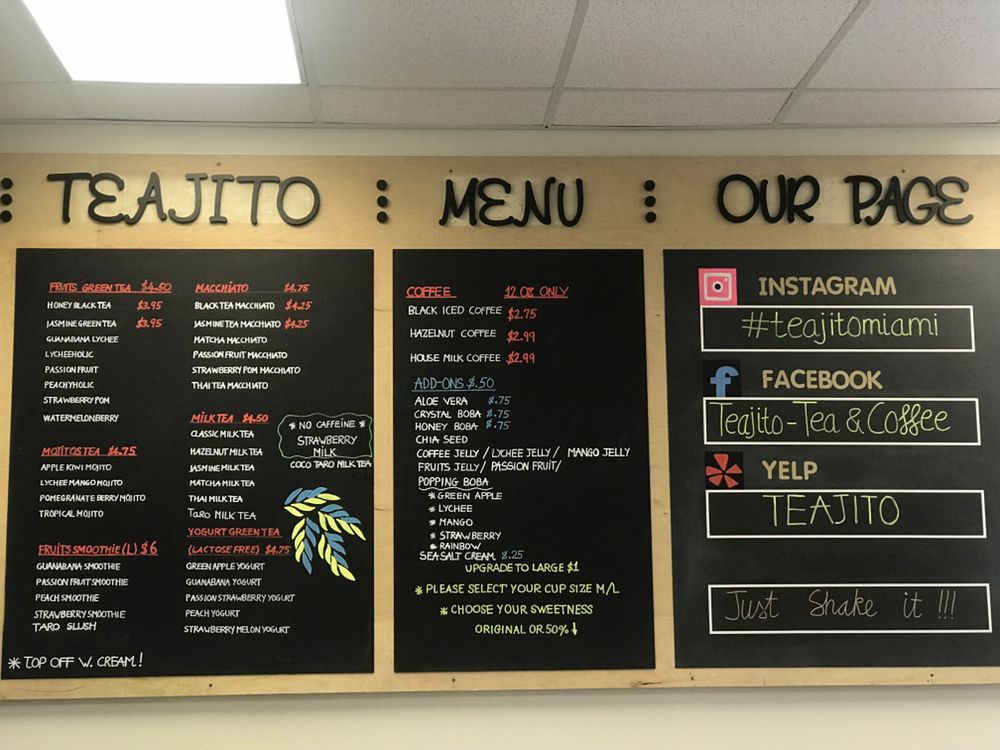 TEAJITO
FRUITS GREEN TEA $4.50
HONEY BLACK TEA $3.95
JASMINE GREEN TEA $3.95
GUANABANA LYCHEE
LYCHEEHOLIC
PASSION FRUIT
PEACHYHOLIC
STRAWBERRY POM
WATERMELONBERRY
MOJITOS TEA $4.75
APPLE KIWI MOJITO
LYCHEE MANGO MOJITO
POMEGRANATE BERRY MOJITO
TROPICAL MOJITO
FRUITS SMOOTHIE (L) $6
GUANABANA SMOOTHIE
PASSION FRUIT SMOOTHIE
PEACH SMOOTHIE
STRAWBERRY SMOOTHIE
TARO SLUSH
* TOP OFF W. CREAM!
MACCHIATO $4.75
BLACK TEA MACCHIATO $4.25
JASMINE TEA MACCHIATO $4.25
MATCHA MACCHIATO
PASSION FRUIT MACCHIATO
STRAWBERRY POM MACCHIATO
THAI TEA MACCHIATO
MILK TEA $4.50
CLASSIC MILK TEA
HAZELNUT MILK TEA
JASMINE MILK TEA
MATCHA MILK TEA
THAI MILK TEA
TARO MILK TEA
* NO CAFFEINE *
STRAWBERRY
MILK
COCO TARO MILK TEA
YOGURT GREEN TEA
(LACTOSE FREE) $4.75
GREEN APPLE YOGURT
GUANABANA YOGURT
PASSION STRAWBERRY YOGURT
PEACH YOGURT
STRAWBERRY MELON YOGURT
MENU
COFFEE 12 OZ ONLY
BLACK ICED COFFEE $2.75
HAZELNUT COFFEE $2.99
HOUSE MILK COFFEE $2.99
ADD-ONS $.50
ALOE VERA $.75
CRYSTAL BOBA $.75
HONEY BOBA $.75
CHIA SEED
COFFEE JELLY / LYCHEE JELLY / MANGO JELLY
FRUITS JELLY / PASSION FRUIT/
POPPING BOBA
* GREEN APPLE
* LYCHEE
* MANGO
* STRAWBERRY
* RAINBOW
SEA SALT CREAM $.25
UPGRADE TO LARGE $1
* PLEASE SELECT YOUR CUP SIZE M/L
* CHOOSE YOUR SWEETNESS
ORIGINAL OR 50% ↓
OUR PAGE
INSTAGRAM
#teajitomiami
f FACEBOOK
Teajito-Tea & Coffee
YELP
TEAJITO
Just Shake it !!!